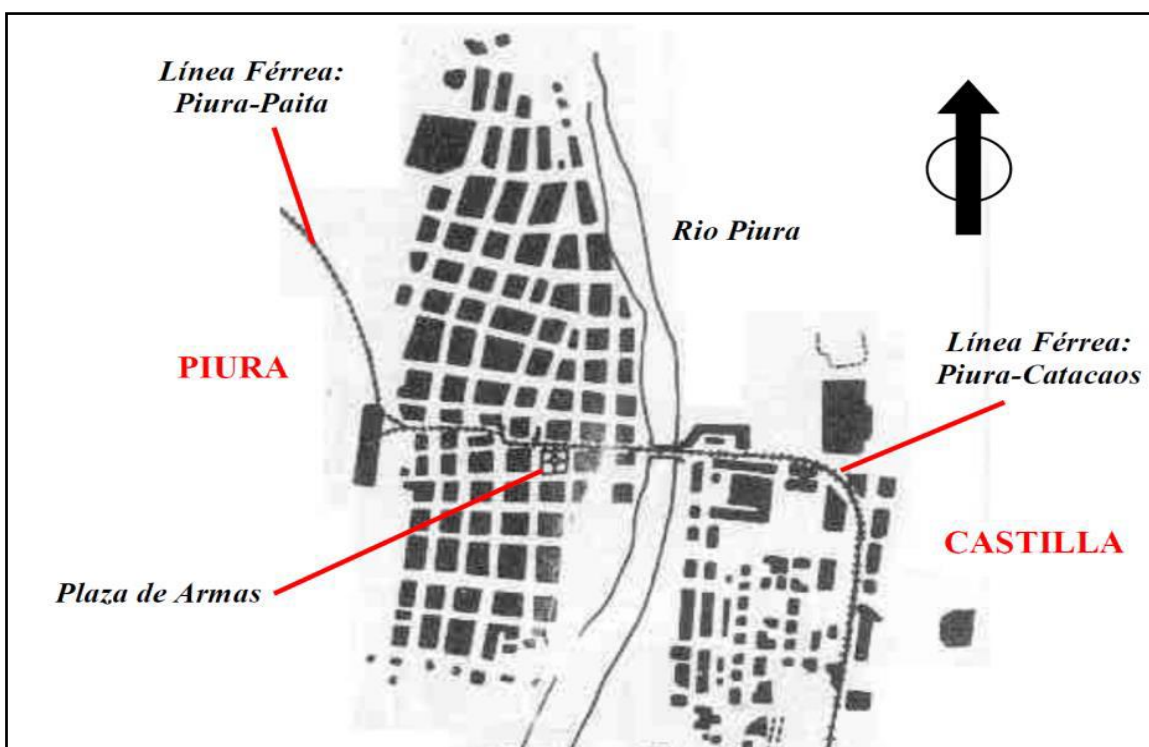 Línea Férrea:
Piura-Paita
Rio Piura
PIURA
Línea Férrea:
Piura-Catacaos
CASTILLA
Plaza de Armas